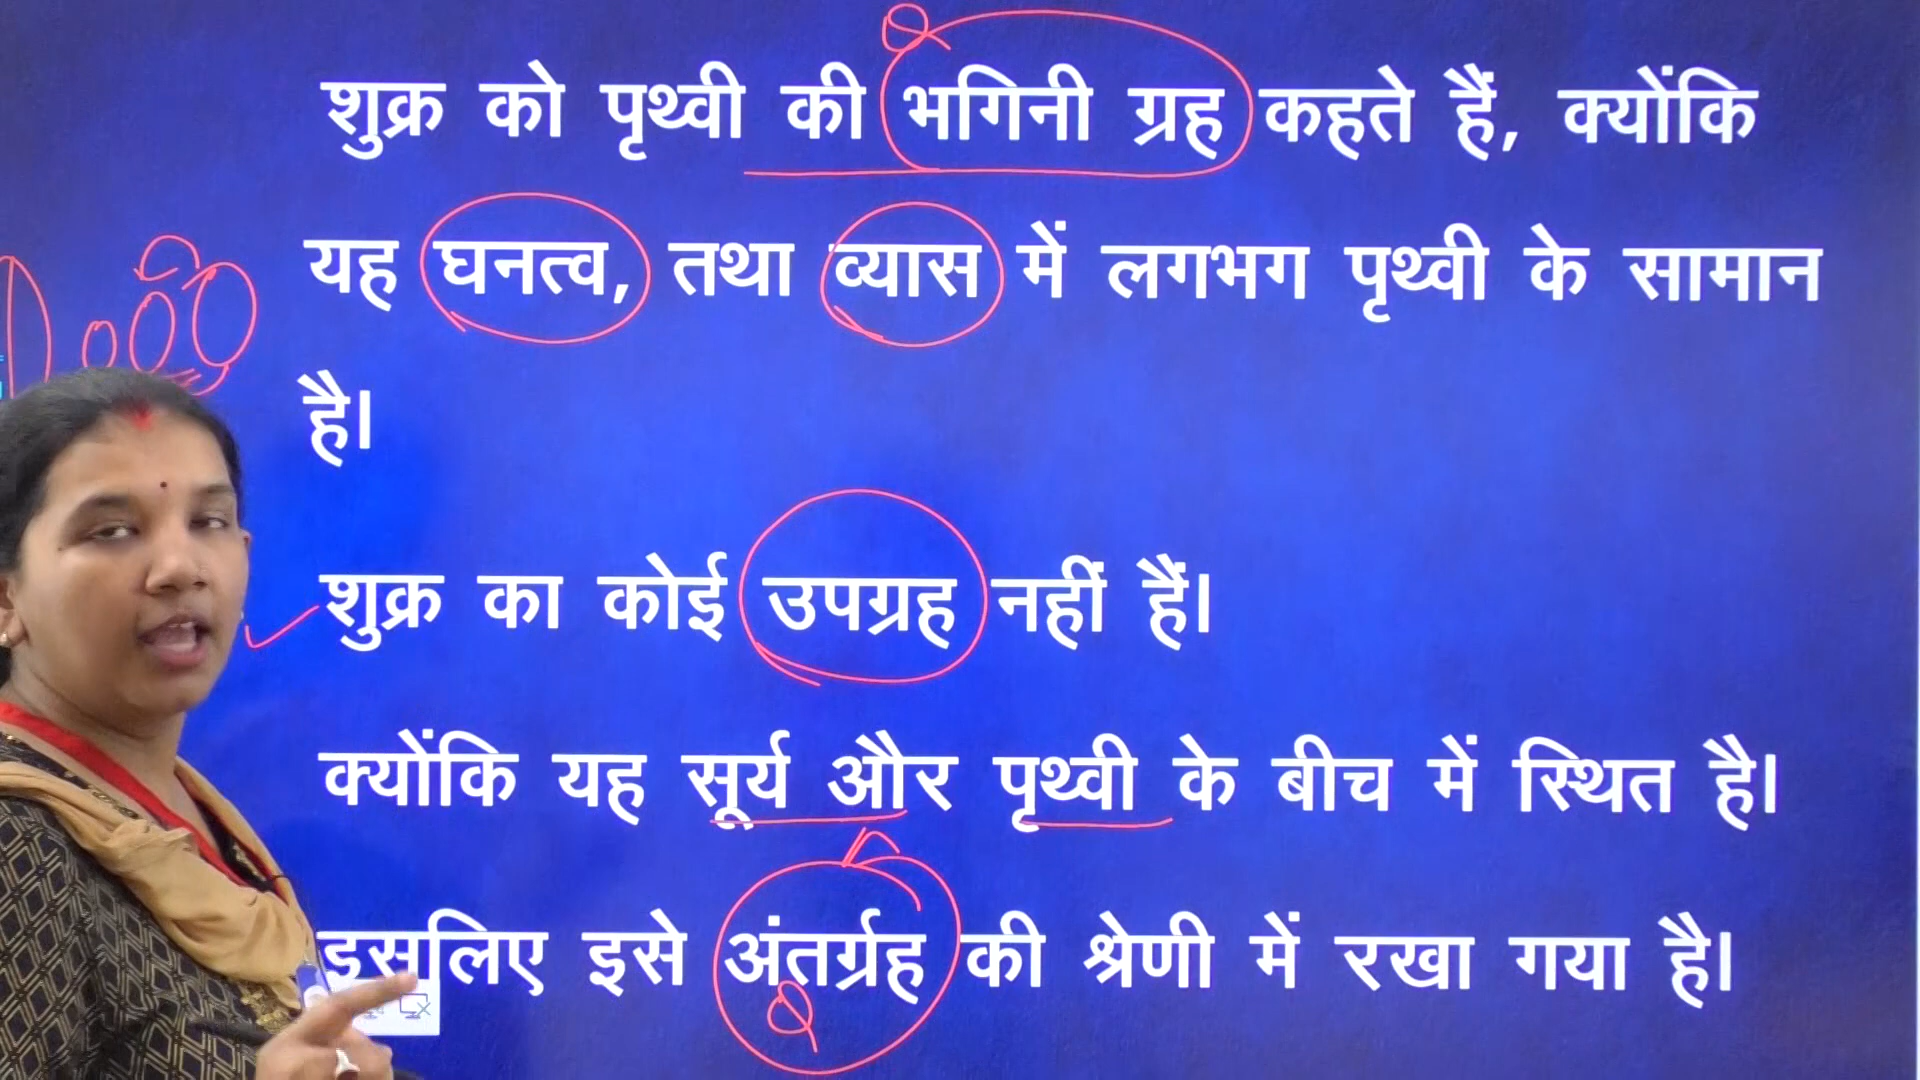 शुक्र को पृथ्वी की भगिनी ग्रह कहते हैं, क्योंकि
यह घनत्व, तथा व्यास में लगभग पृथ्वी के सामान
है।
शुक्र का कोई उपग्रह नहीं हैं।
क्योंकि यह सूर्य और पृथ्वी के बीच में स्थित है।
इसलिए इसे अंतर्ग्रह की श्रेणी में रखा गया है।